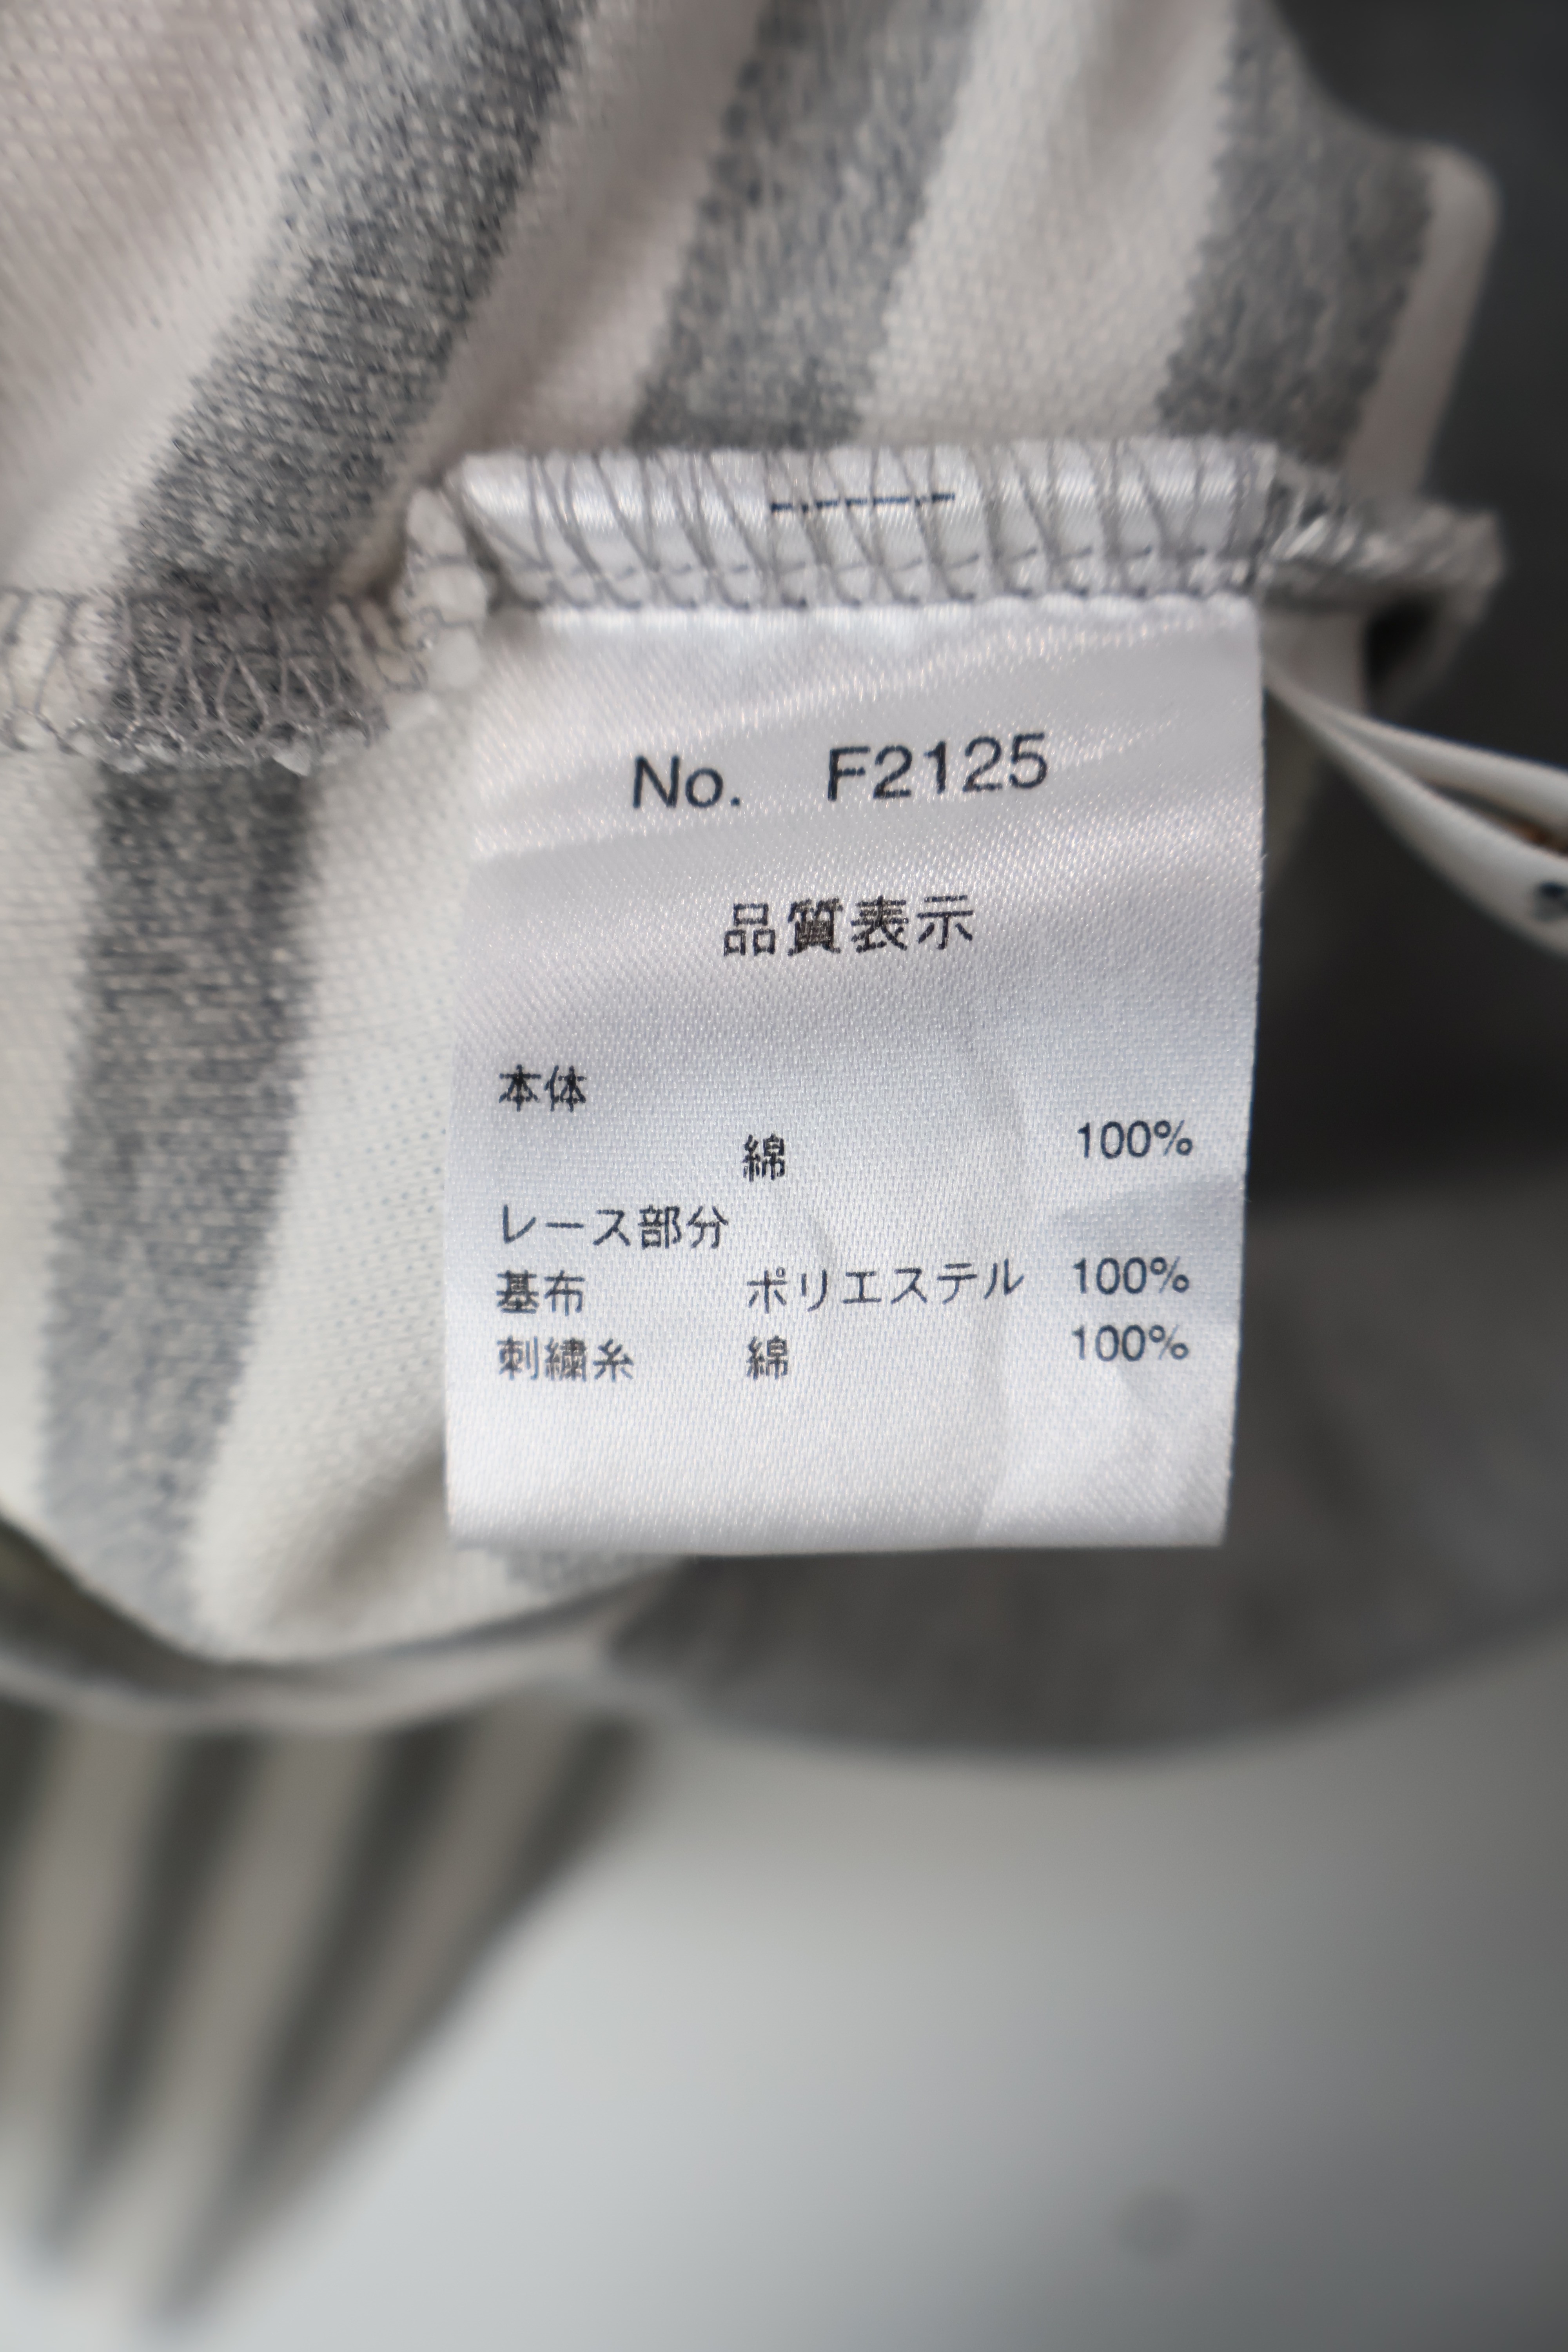 No. F2125
品質表示
本体
綿 100%
レース部分
基布 ポリエステル 100%
刺繍糸 綿 100%